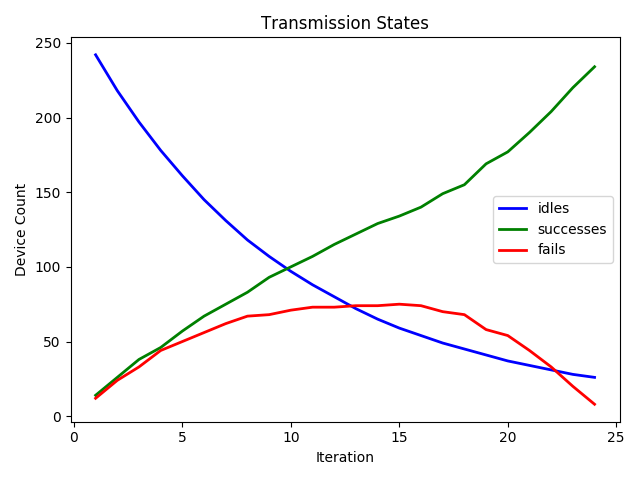 Transmission States
Device Count
250
200
150
100
50
0
0 5 10 15 20 25
Iteration
idles
successes
fails